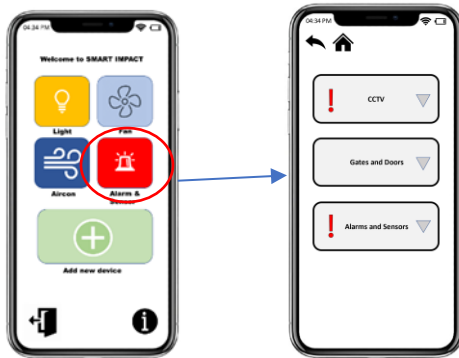 04:34 PM
Welcome to SMART IMPACT
Light
Fan
Aircon
Alarm &
Sensor
Add new device
04:34 PM
CCTV
Gates and Doors
Alarms and Sensors